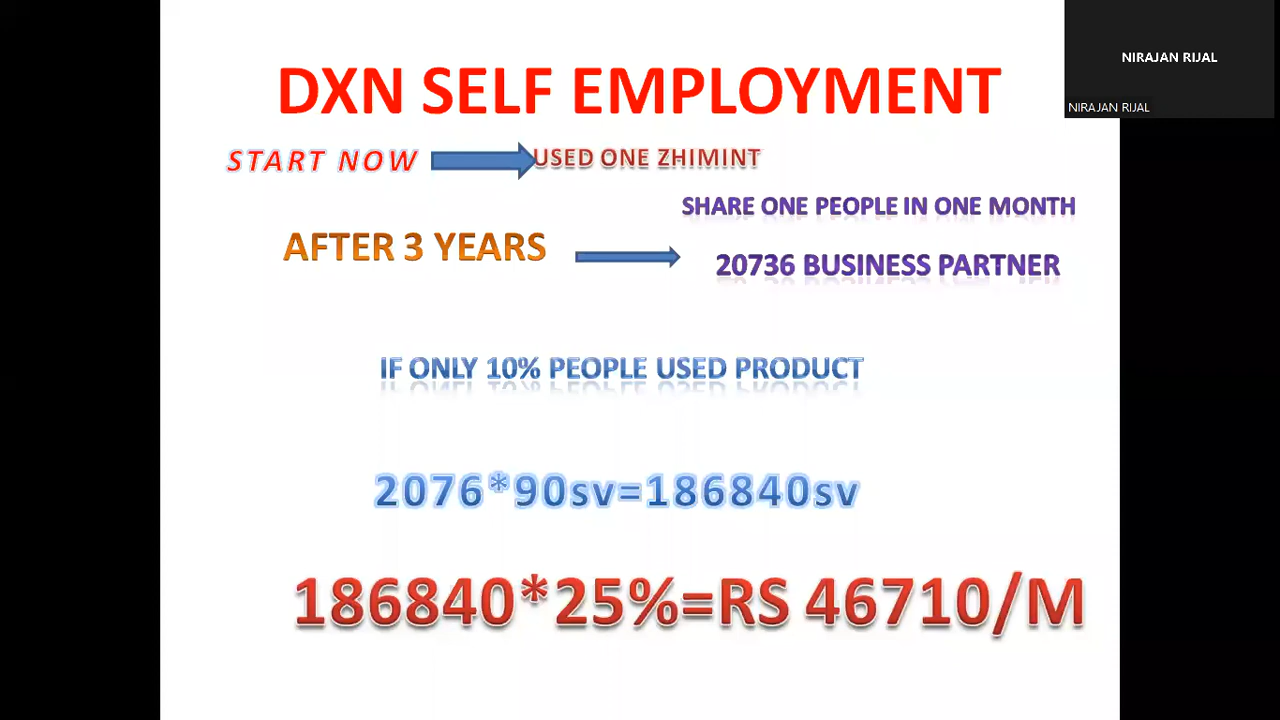 NIRAJAN RIJAL
NIRAJAN RIJAL
DXN SELF EMPLOYMENT
START NOW
USED ONE ZHIMINT
SHARE ONE PEOPLE IN ONE MONTH
AFTER 3 YEARS
20736 BUSINESS PARTNER
IF ONLY 10% PEOPLE USED PRODUCT
2076*90sv=186840sv
186840*25%=RS 46710/M